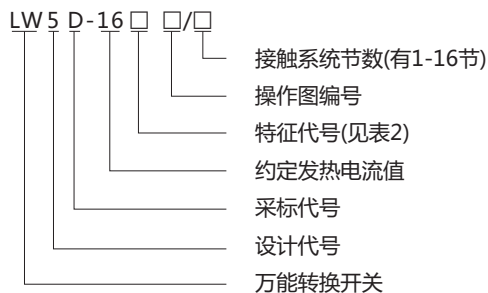 LW5D-16□ □/□
接触系统节数(有1-16节)
操作图编号
特征代号(见表2)
约定发热电流值
采标代号
设计代号
万能转换开关